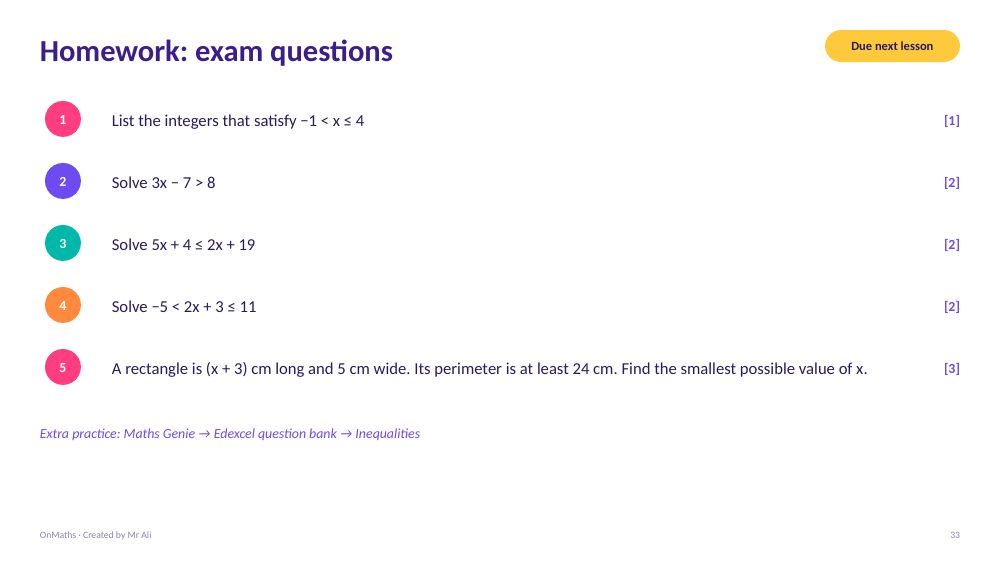 Homework: exam questions
Due next lesson
1 List the integers that satisfy −1 < x ≤ 4 [1]
2 Solve 3x − 7 > 8 [2]
3 Solve 5x + 4 ≤ 2x + 19 [2]
4 Solve −5 < 2x + 3 ≤ 11 [2]
5 A rectangle is (x + 3) cm long and 5 cm wide. Its perimeter is at least 24 cm. Find the smallest possible value of x. [3]
Extra practice: Maths Genie → Edexcel question bank → Inequalities
OnMaths · Created by Mr Ali 33